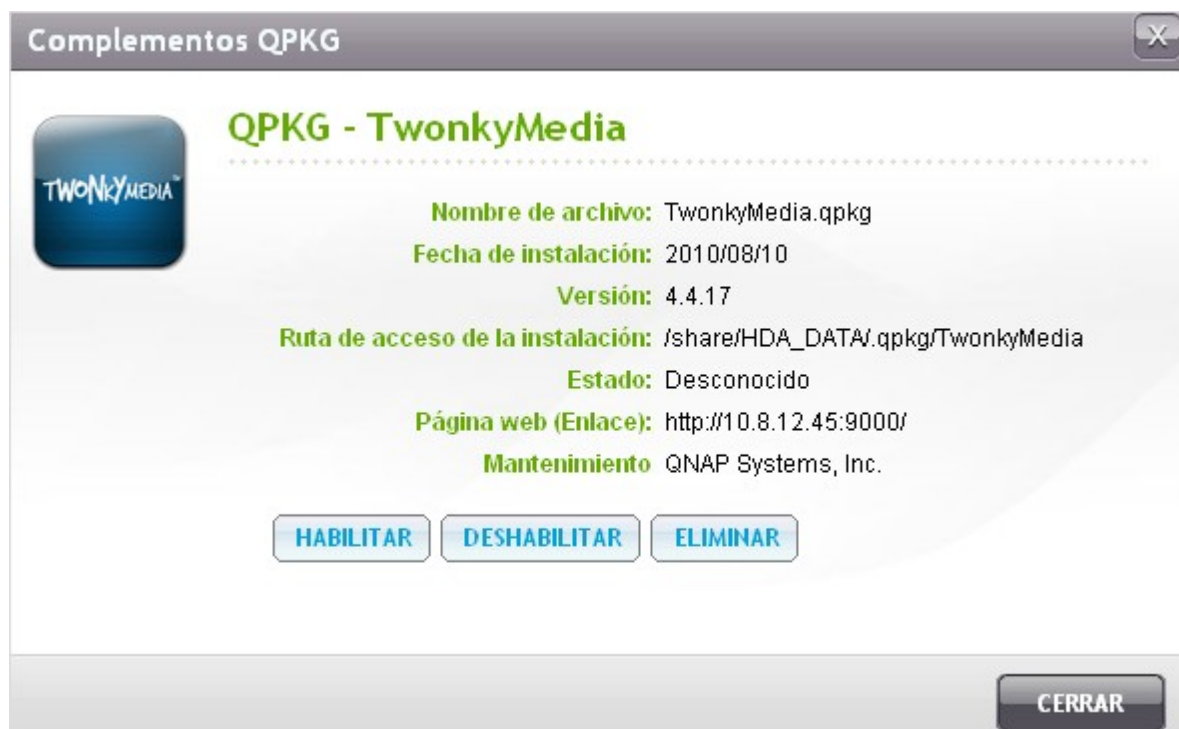 Complementos QPKG
X
TWONKYMEDIA™
QPKG - TwonkyMedia
Nombre de archivo: TwonkyMedia.qpkg
Fecha de instalación: 2010/08/10
Versión: 4.4.17
Ruta de acceso de la instalación: /share/HDA_DATA/.qpkg/TwonkyMedia
Estado: Desconocido
Página web (Enlace): http://10.8.12.45:9000/
Mantenimiento QNAP Systems, Inc.
HABILITAR DESHABILITAR ELIMINAR
CERRAR